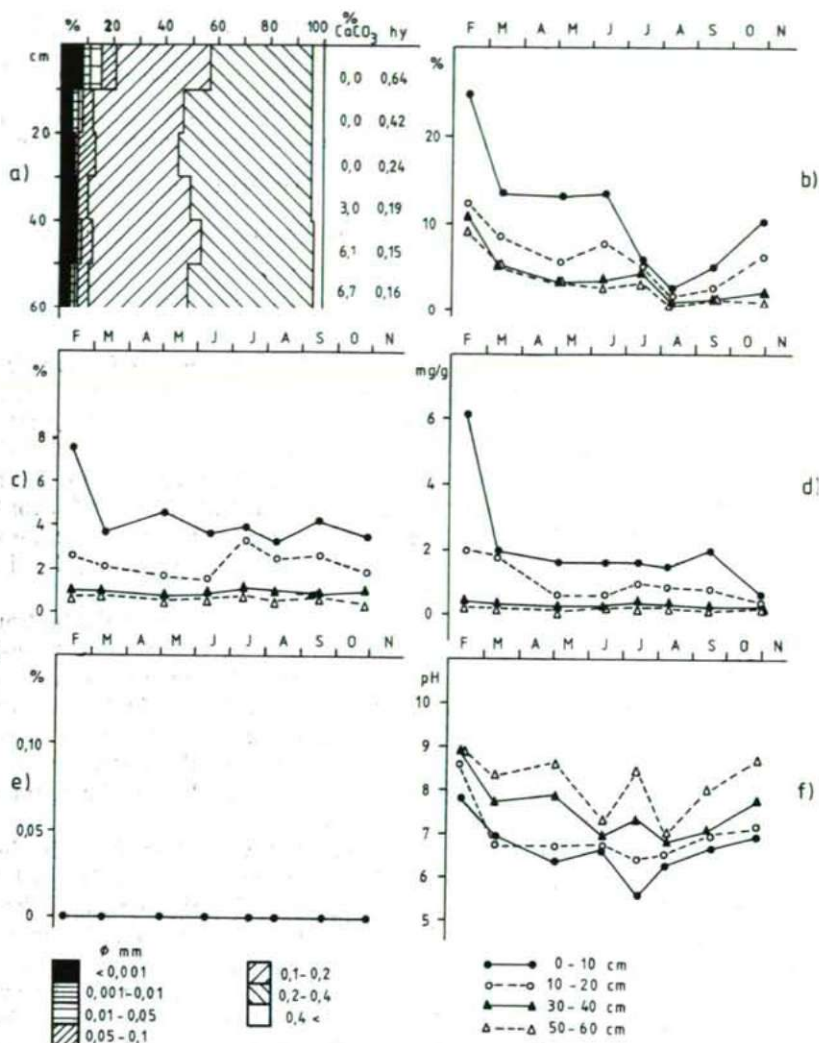 % 20 40 60 80 100 % CaCO3 hy
cm
0,0 0,64
0,0 0,42
20
0,0 0,24
3,0 0,19
40
6,1 0,15
6,7 0,16
60
a)
F M A M J J A S O N
%
20
10
0
b)
F M A M J J A S O N
%
8
6
4
2
0
c)
F M A M J J A S O N
mg/g
6
4
2
0
d)
F M A M J J A S O N
%
0,10
0,05
0
e)
F M A M J J A S O N
pH
10
9
8
7
6
5
f)
ϕ mm
<0,001
0,001-0,01
0,01-0,05
0,05-0,1
0,1-0,2
0,2-0,4
0,4 <
0-10 cm
10-20 cm
30-40 cm
50-60 cm